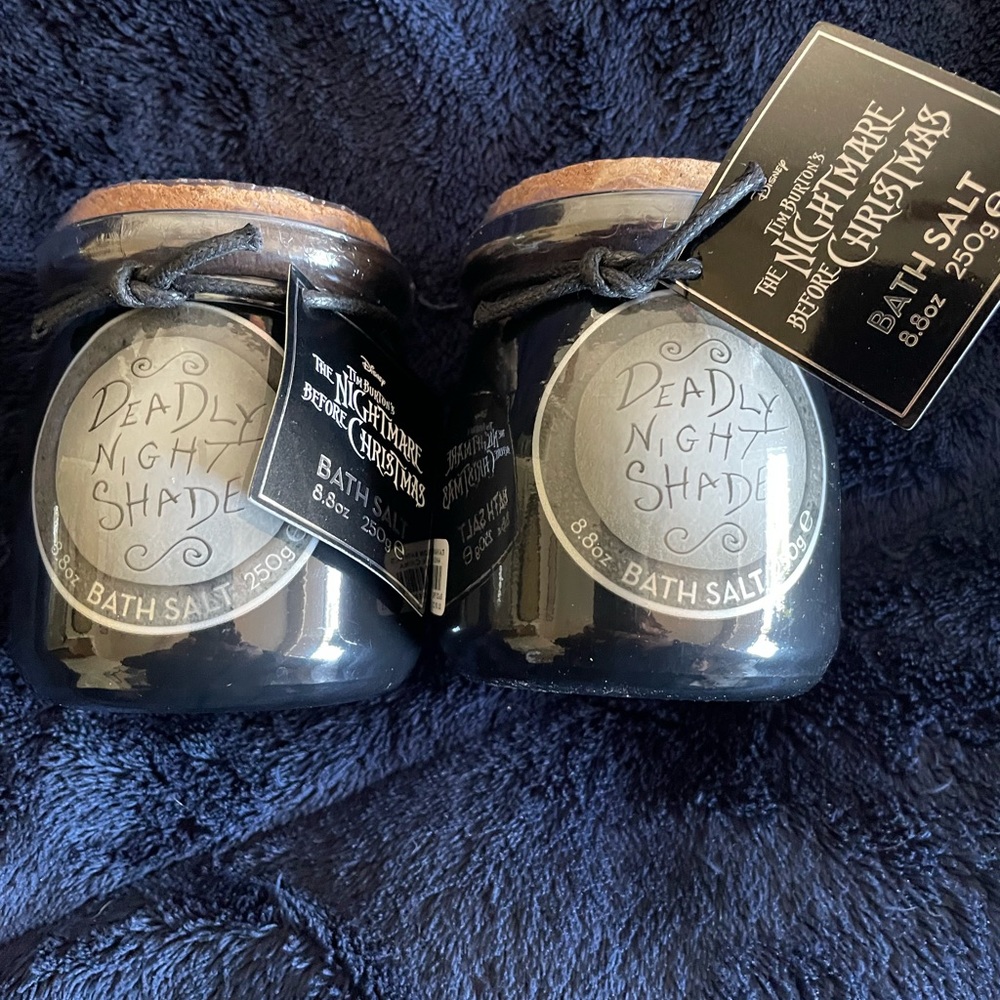 DEADLY
NIGHT
SHADE
8.8oz BATH SALT 250g e
Disney
TIM BURTON'S
THE NIGHTMARE
BEFORE CHRISTMAS
BATH SALT
8.8oz 250g e
DEADLY
NIGHT
SHADE
8.8oz BATH SALT
Disney
TIM BURTON'S
THE NIGHTMARE
BEFORE CHRISTMAS
BATH SALT
8.8oz 250g e